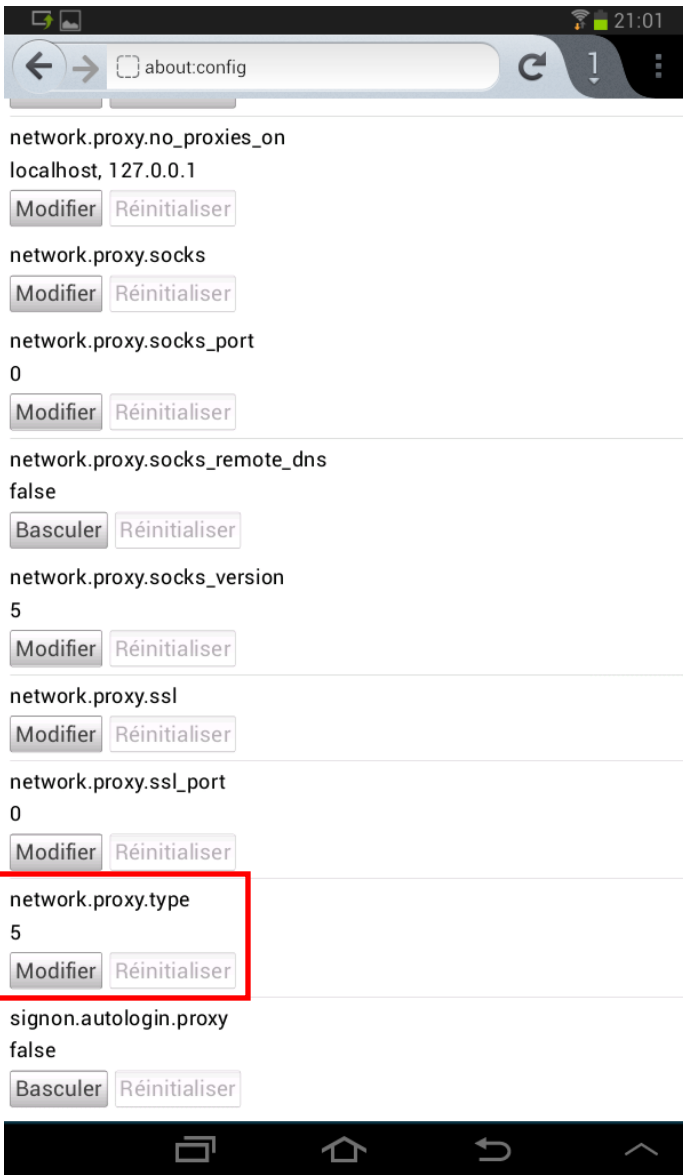 21:01
about:config
1
network.proxy.no_proxies_on
localhost, 127.0.0.1
Modifier Réinitialiser
network.proxy.socks
Modifier Réinitialiser
network.proxy.socks_port
0
Modifier Réinitialiser
network.proxy.socks_remote_dns
false
Basculer Réinitialiser
network.proxy.socks_version
5
Modifier Réinitialiser
network.proxy.ssl
Modifier Réinitialiser
network.proxy.ssl_port
0
Modifier Réinitialiser
network.proxy.type
5
Modifier Réinitialiser
signon.autologin.proxy
false
Basculer Réinitialiser